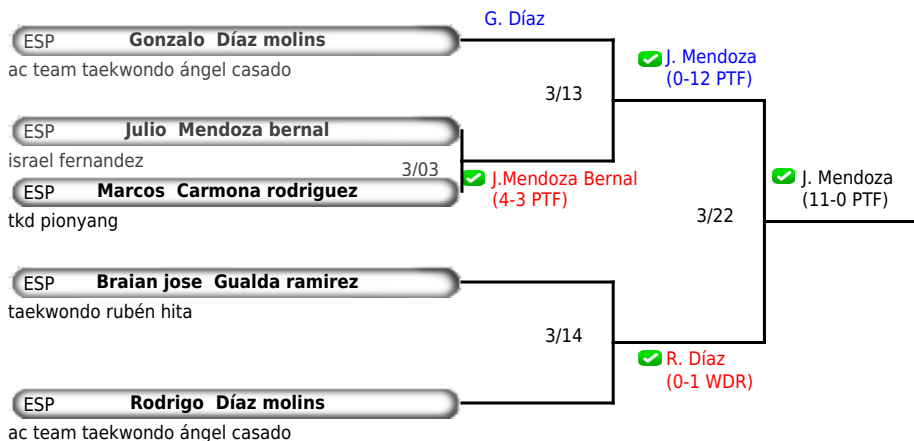 G. Díaz
ESP Gonzalo Díaz molins
ac team taekwondo ángel casado
J. Mendoza
(0-12 PTF)
3/13
ESP Julio Mendoza bernal
israel fernandez
3/03
J.Mendoza Bernal
(4-3 PTF)
ESP Marcos Carmona rodriguez
tkd pionyang
J. Mendoza
(11-0 PTF)
3/22
ESP Braian jose Gualda ramirez
taekwondo rubén hita
3/14
R. Díaz
(0-1 WDR)
ESP Rodrigo Díaz molins
ac team taekwondo ángel casado